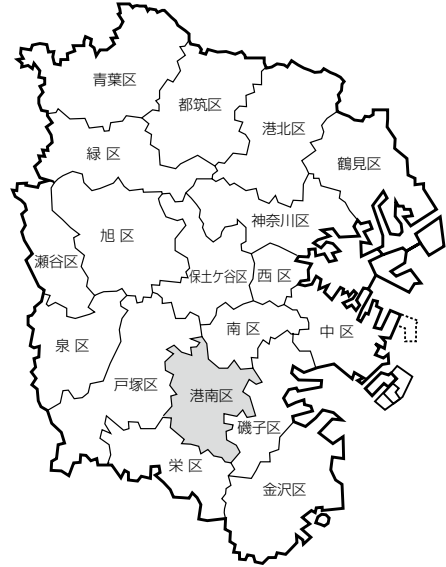 青葉区
都筑区
港北区
緑 区
鶴見区
神奈川区
旭 区
瀬谷区
保土ケ谷区
西 区
南 区
中 区
泉 区
戸塚区
港南区
磯子区
栄 区
金沢区